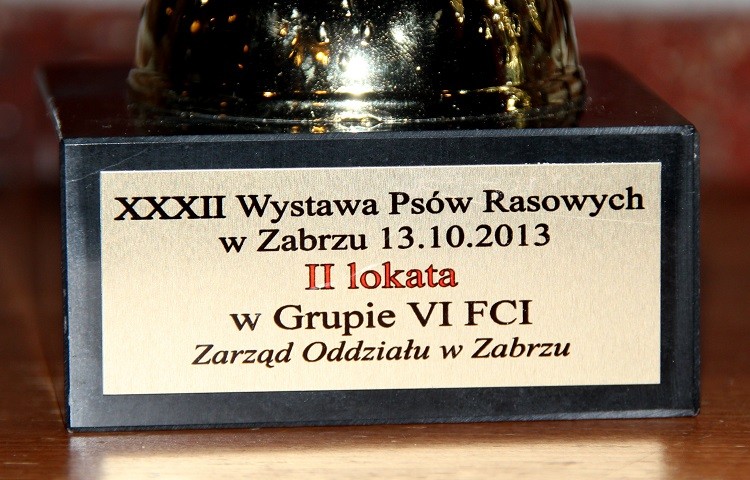 XXXII Wystawa Psów Rasowych
w Zabrzu 13.10.2013
II lokata
w Grupie VI FCI
Zarząd Oddziału w Zabrzu